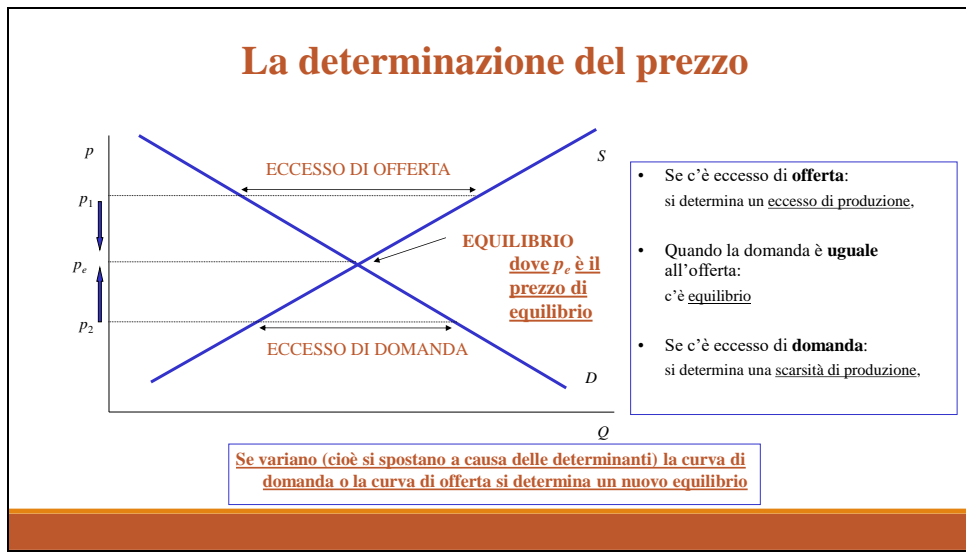 La determinazione del prezzo
p
S
ECCESSO DI OFFERTA
p1
EQUILIBRIO
dove pe è il
prezzo di
equilibrio
pe
p2
ECCESSO DI DOMANDA
D
Q
• Se c’è eccesso di offerta:
si determina un eccesso di produzione,
• Quando la domanda è uguale
all’offerta:
c’è equilibrio
• Se c’è eccesso di domanda:
si determina una scarsità di produzione,
Se variano (cioè si spostano a causa delle determinanti) la curva di
domanda o la curva di offerta si determina un nuovo equilibrio